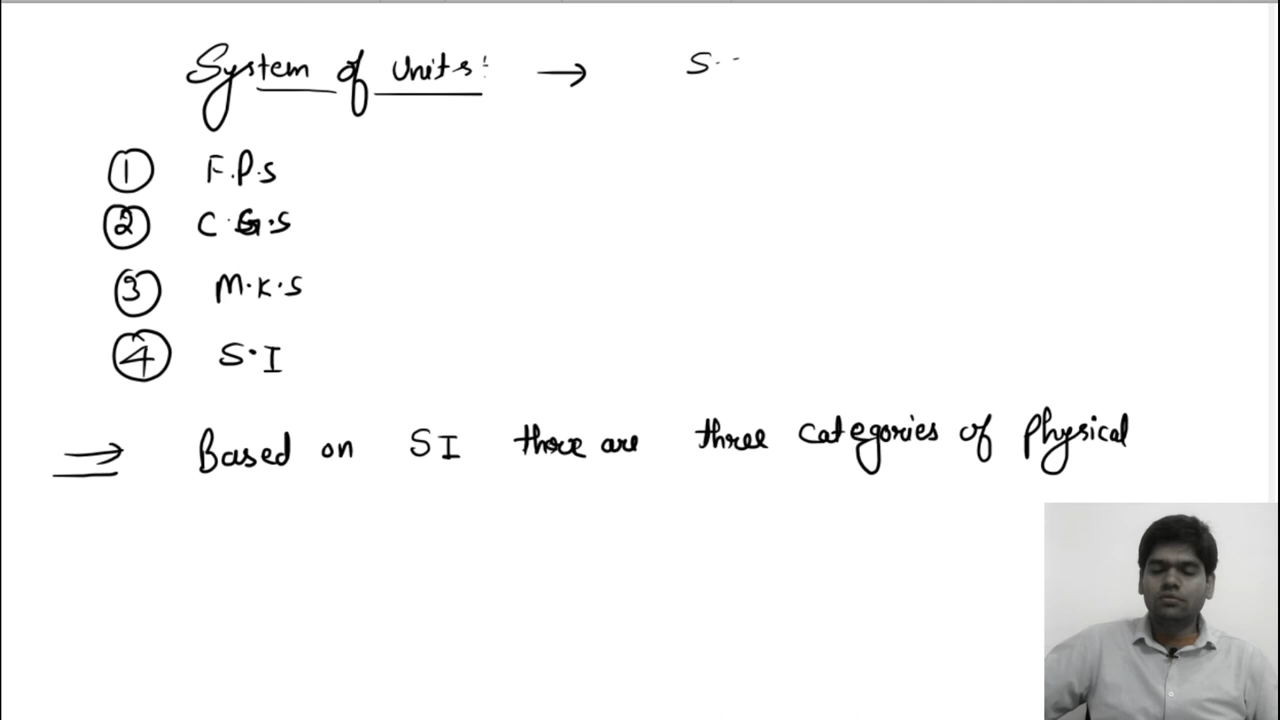 System of units: → S..
① F.P.S
② C.G.S
③ M.K.S
④ S.I
⇒ Based on SI there are three categories of Physical